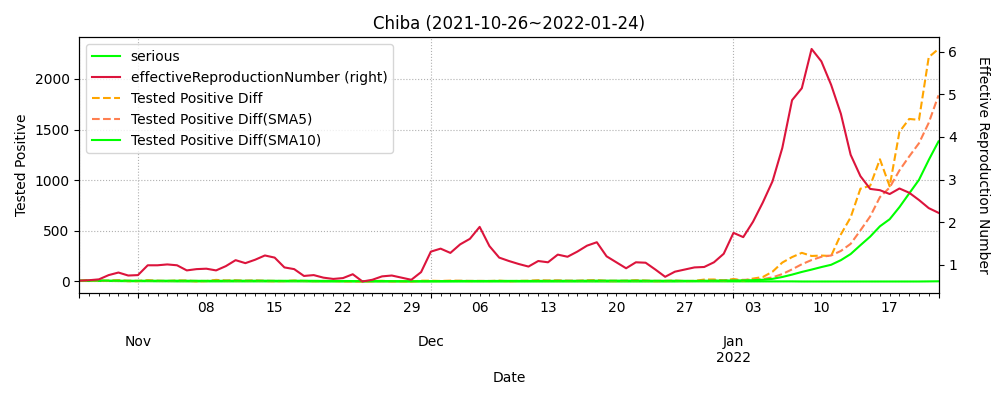 Chiba (2021-10-26~2022-01-24)
serious
effectiveReproductionNumber (right)
Tested Positive Diff
Tested Positive Diff(SMA5)
Tested Positive Diff(SMA10)
Tested Positive
2000
1500
1000
500
0
Effective Reproduction Number
6
5
4
3
2
1
08 15 22 29 06 13 20 27 03 10 17
Nov Dec Jan
2022
Date